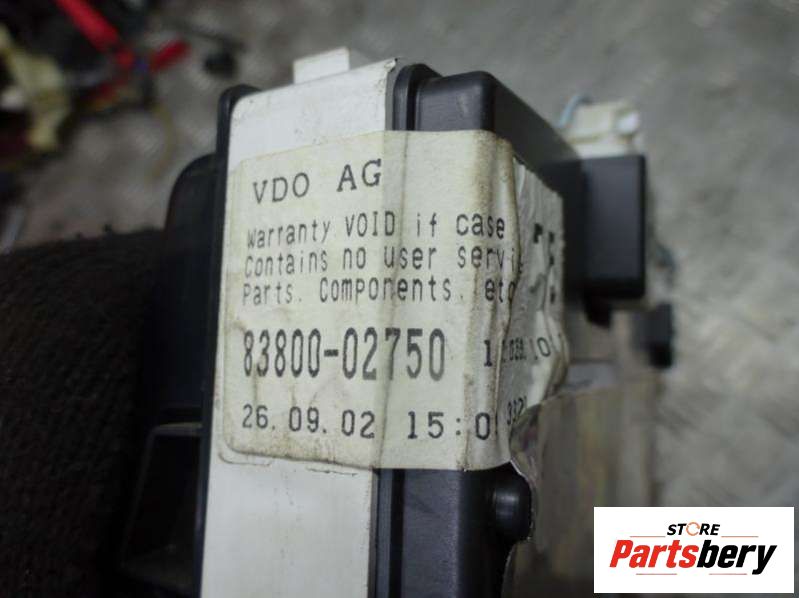 VDO AG
Warranty VOID if case
Contains no user
Parts. Components. etc
83800-02750
26.09.02 15:0
STORE
Partsbery